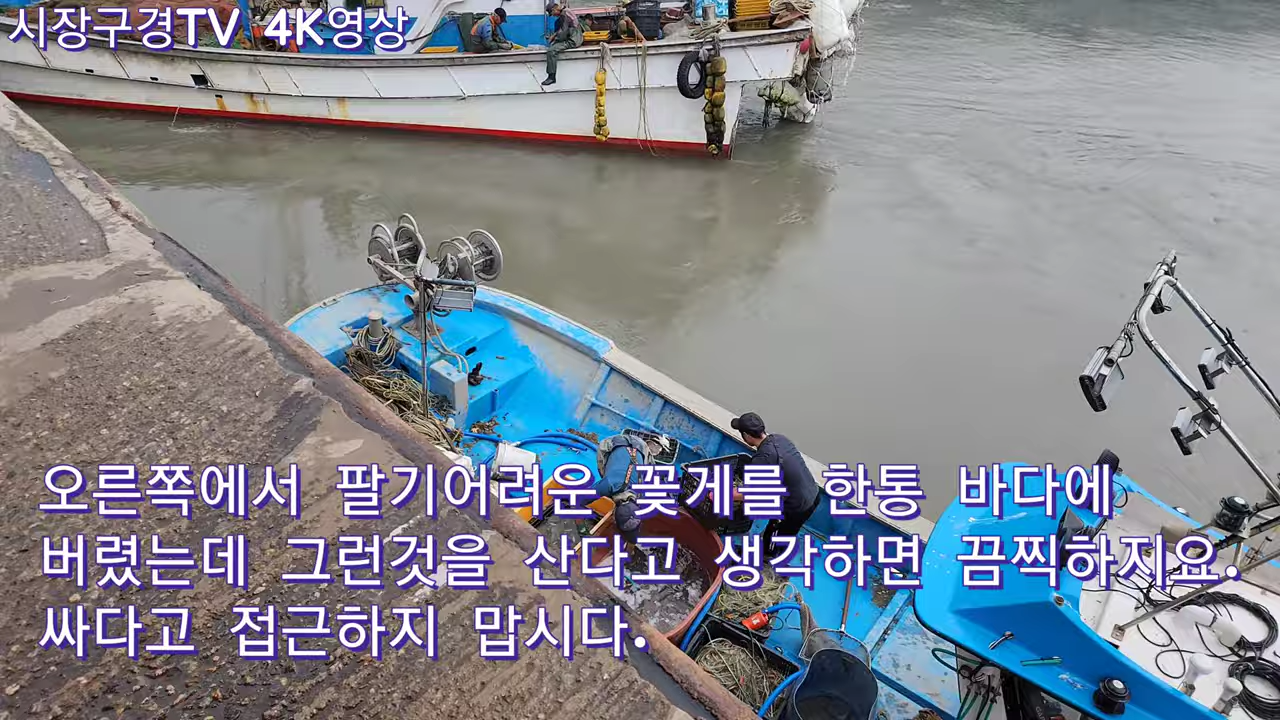 시장구경TV 4K영상
오른쪽에서 팔기어려운 꽃게를 한통 바다에
버렸는데 그런것을 산다고 생각하면 끔찍하지요.
싸다고 접근하지 맙시다.